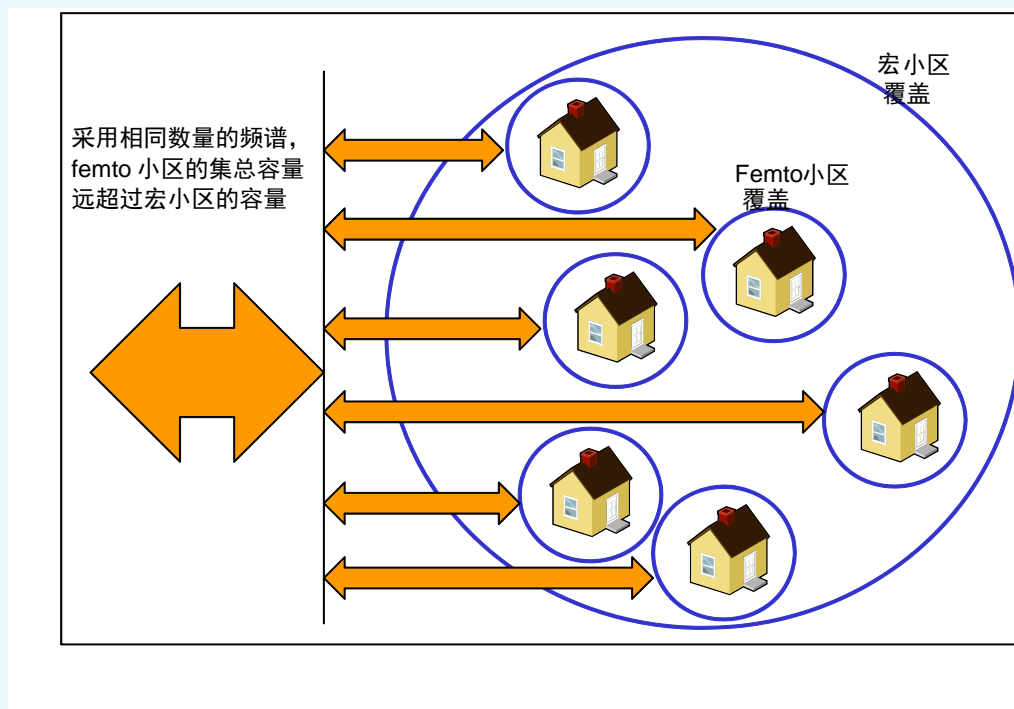 宏小区
覆盖
采用相同数量的频谱，
femto 小区的集总容量
远超过宏小区的容量
Femto小区
覆盖